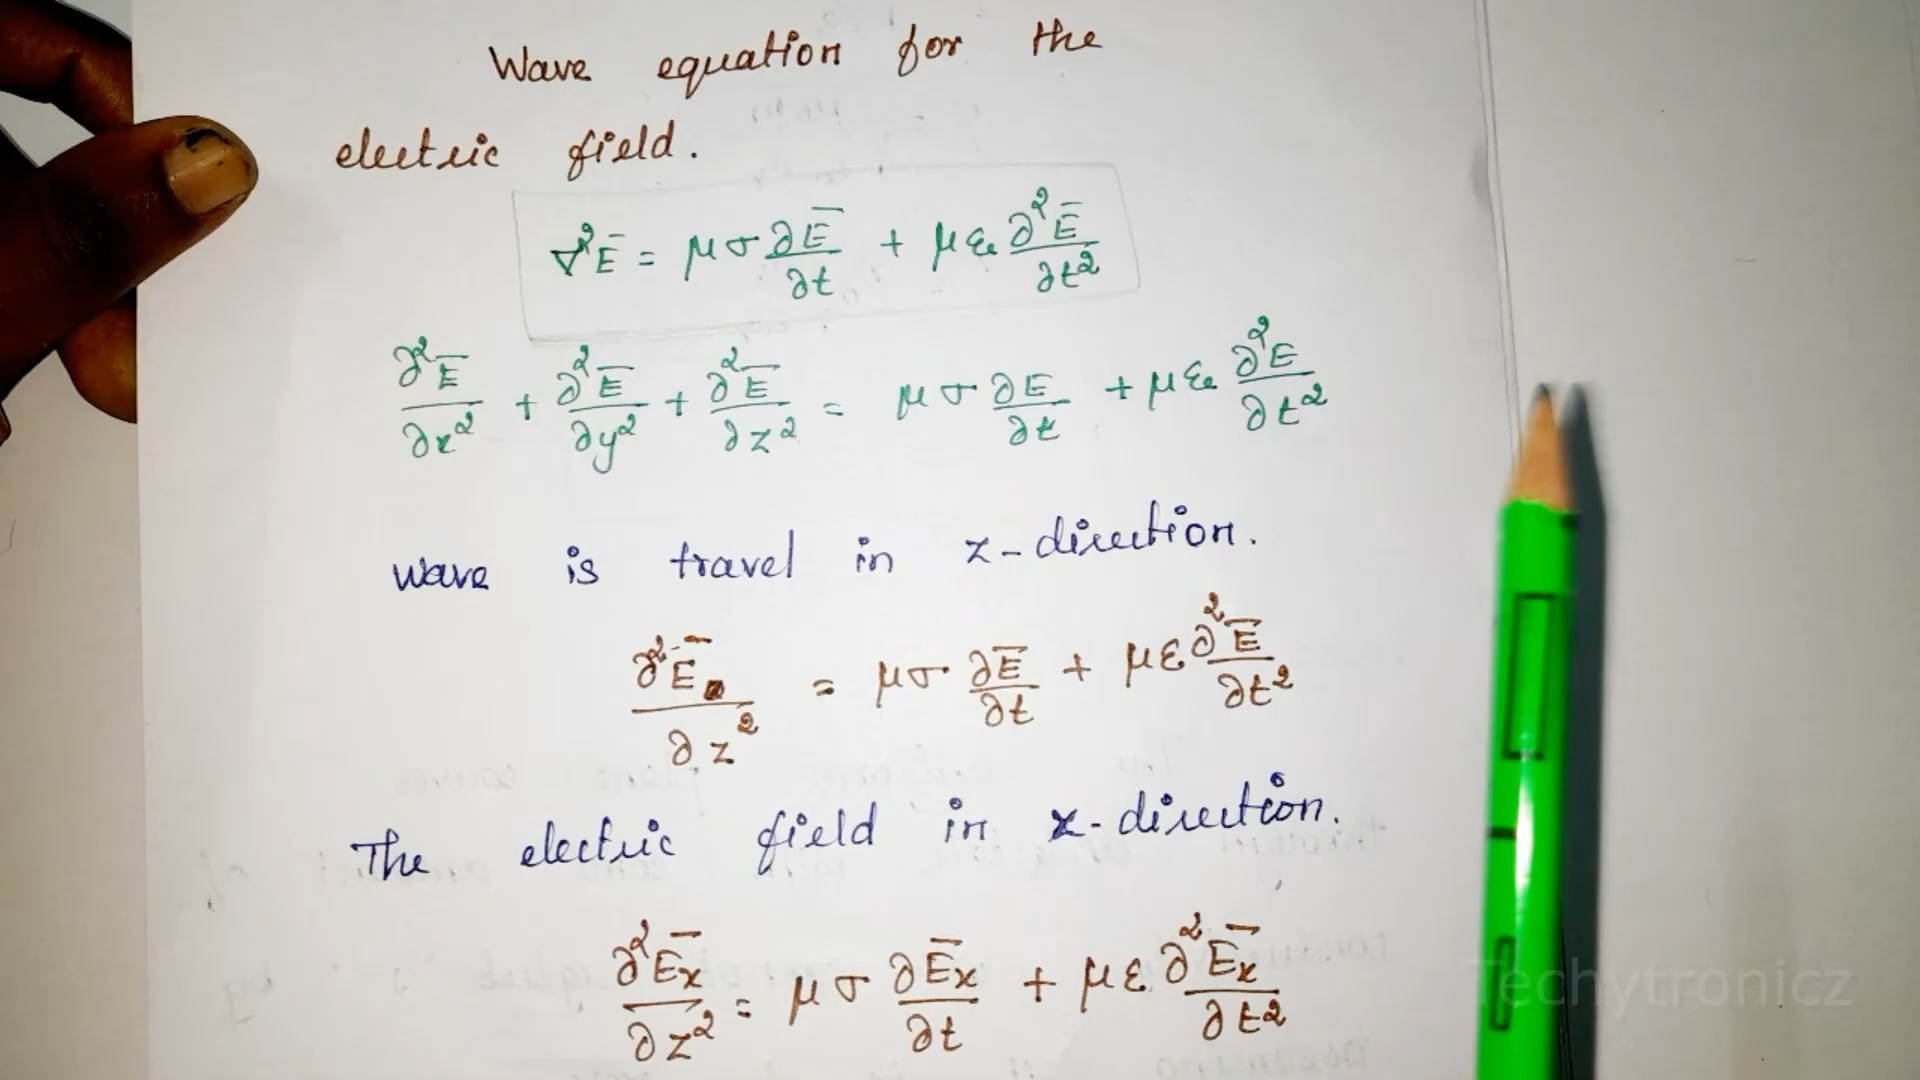 Wave equation for the
electric field.
∇²Ē = μσ ∂Ē/∂t + με ∂²Ē/∂t²
∂²Ē/∂x² + ∂²Ē/∂y² + ∂²Ē/∂z² = μσ ∂E/∂t + με ∂²E/∂t²
wave is travel in z-direction.
∂²Ē/∂z² = μσ ∂Ē/∂t + με ∂²Ē/∂t²
The electric field in x-direction.
∂²Ēx/∂z² = μσ ∂Ēx/∂t + με ∂²Ēx/∂t²
Techytronicz